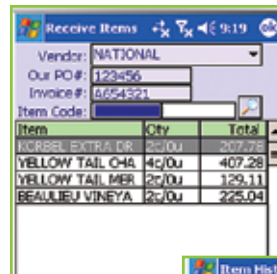 Receive Items 9:19 ok
Vendor: NATIONAL
Our PO#: 123456
Invoice#: A654321
Item Code:
Item Qty Total
KORBEL EXTRA DR 2c/0u 207.78
YELLOW TAIL CHA 4c/0u 407.28
YELLOW TAIL MER 2c/0u 129.11
BEAULIEU VINEYA 2c/0u 225.04
Item Hist